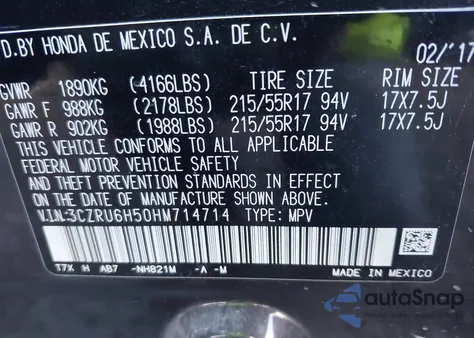 'D.BY HONDA DE MEXICO S.A. DE C.V.
02/'17
GVWR 1890KG (4166LBS) TIRE SIZE RIM SIZE
GAWR F 988KG (2178LBS) 215/55R17 94V 17X7.5J
GAWR R 902KG (1988LBS) 215/55R17 94V 17X7.5J
THIS VEHICLE CONFORMS TO ALL APPLICABLE
FEDERAL MOTOR VEHICLE SAFETY
AND THEFT PREVENTION STANDARDS IN EFFECT
ON THE DATE OF MANUFACTURE SHOWN ABOVE.
V.I.N:3CZRU6H50HM714714 TYPE: MPV
T7X H AB7 -NH821M -A -M
MADE IN MEXICO
autoSnap